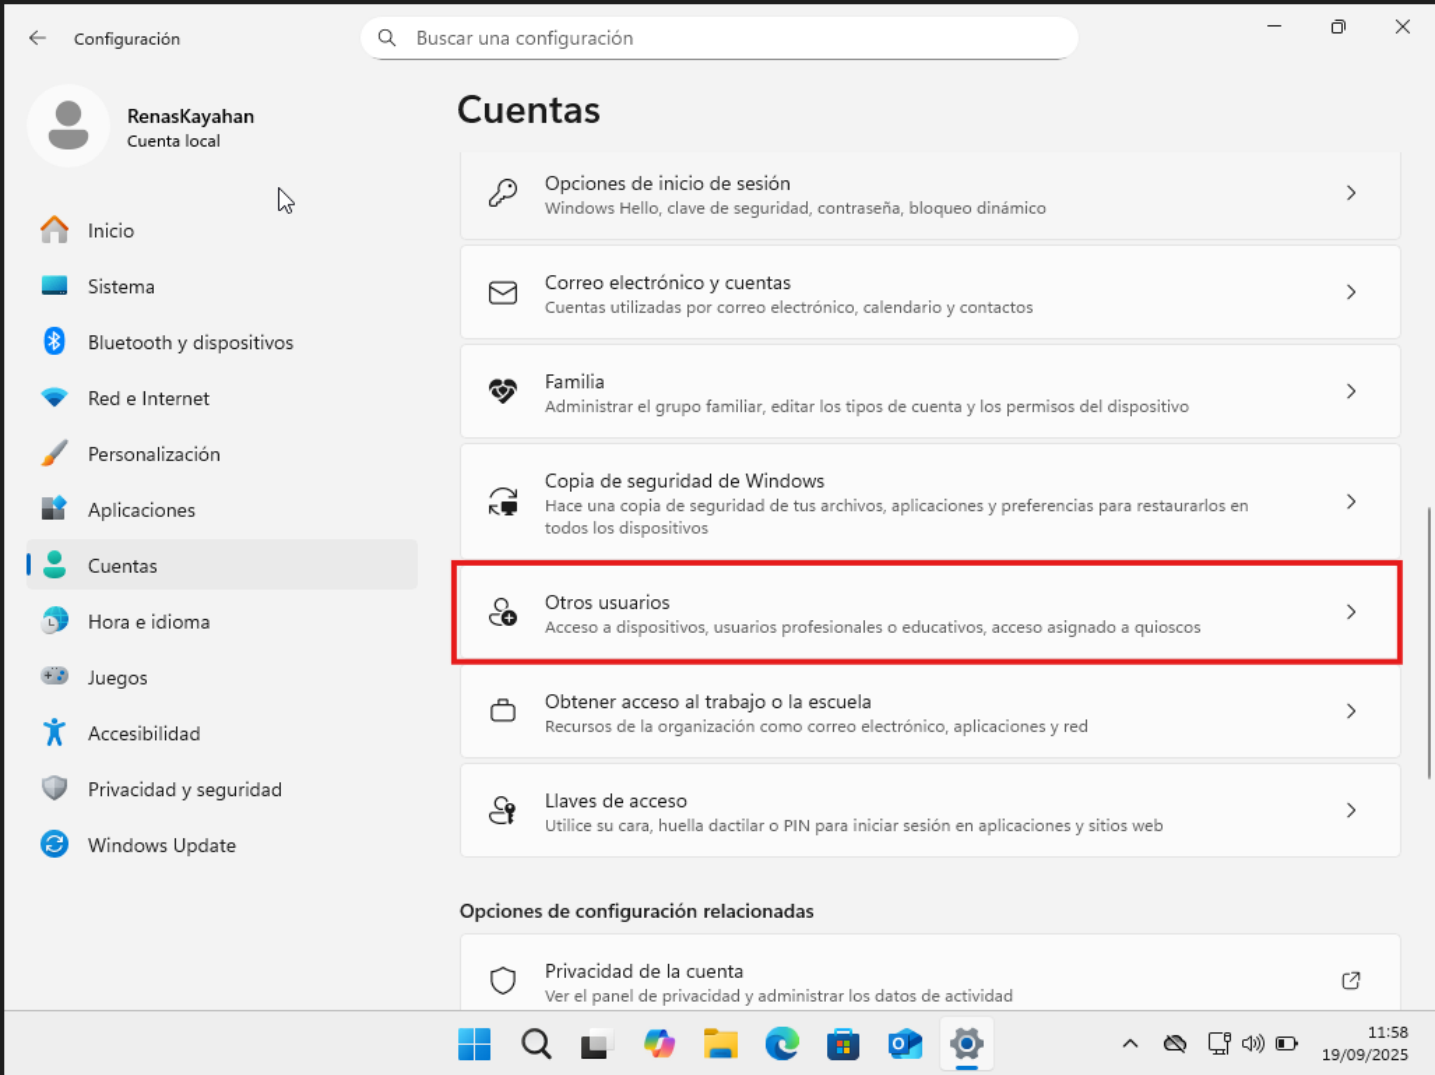 Configuración
Buscar una configuración
RenasKayahan
Cuenta local
Inicio
Sistema
Bluetooth y dispositivos
Red e Internet
Personalización
Aplicaciones
Cuentas
Hora e idioma
Juegos
Accesibilidad
Privacidad y seguridad
Windows Update
Cuentas
Opciones de inicio de sesión
Windows Hello, clave de seguridad, contraseña, bloqueo dinámico
Correo electrónico y cuentas
Cuentas utilizadas por correo electrónico, calendario y contactos
Familia
Administrar el grupo familiar, editar los tipos de cuenta y los permisos del dispositivo
Copia de seguridad de Windows
Hace una copia de seguridad de tus archivos, aplicaciones y preferencias para restaurarlos en
todos los dispositivos
Otros usuarios
Acceso a dispositivos, usuarios profesionales o educativos, acceso asignado a quioscos
Obtener acceso al trabajo o la escuela
Recursos de la organización como correo electrónico, aplicaciones y red
Llaves de acceso
Utilice su cara, huella dactilar o PIN para iniciar sesión en aplicaciones y sitios web
Opciones de configuración relacionadas
Privacidad de la cuenta
Ver el panel de privacidad y administrar los datos de actividad
11:58
19/09/2025